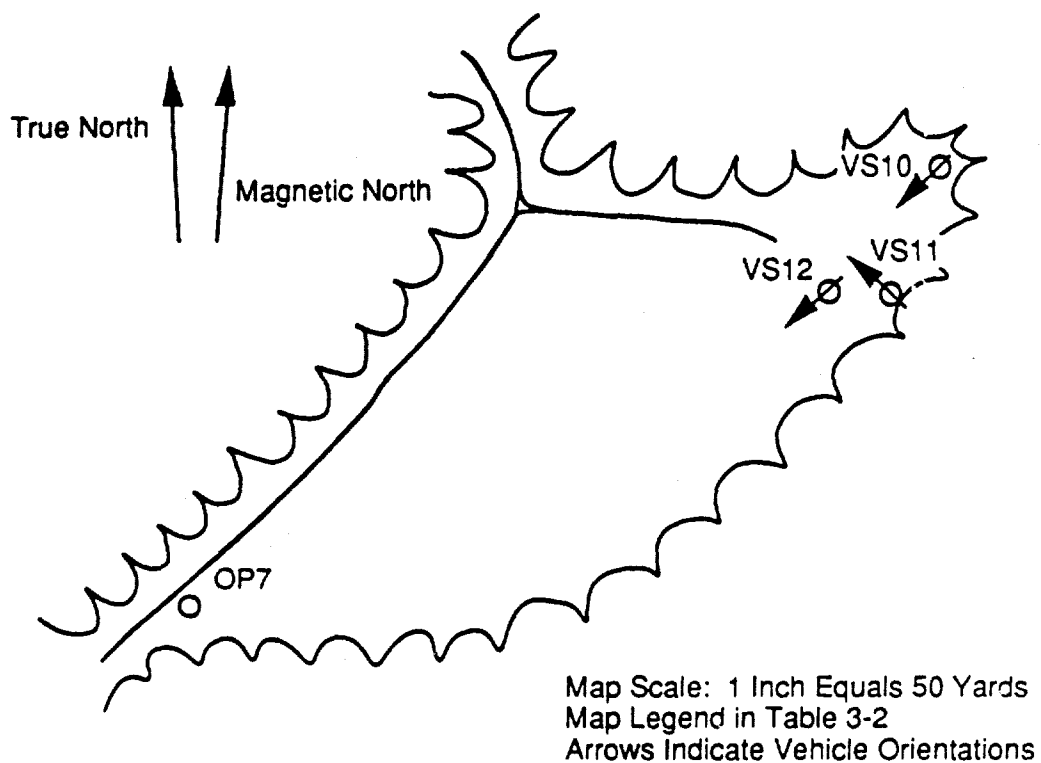 True North
Magnetic North
VS10
VS11
VS12
OP7
Map Scale: 1 Inch Equals 50 Yards
Map Legend in Table 3-2
Arrows Indicate Vehicle Orientations